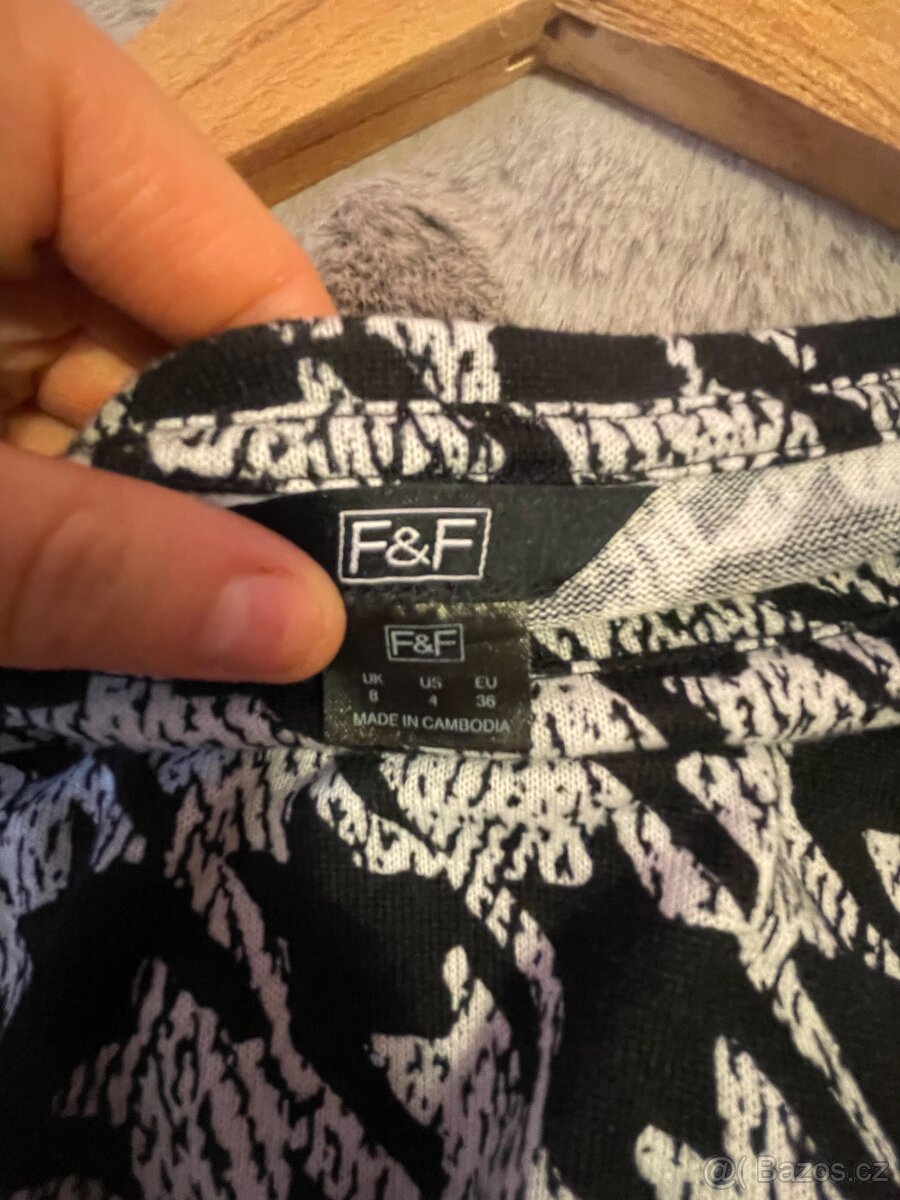 F&F
F&F
UK US EU
8 4 36
MADE IN CAMBODIA
@( Bazos.cz